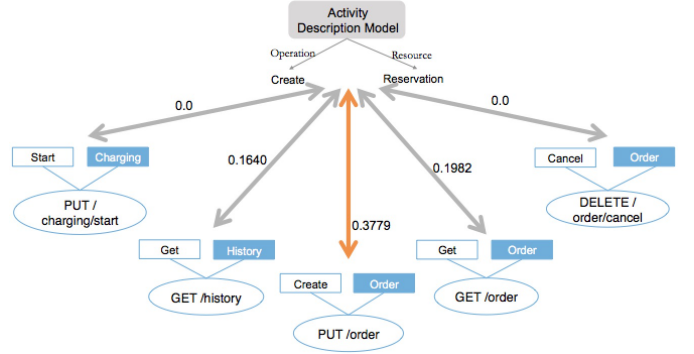 Activity
Description Model
Operation
Resource
Create
Reservation
0.0
0.0
Start
Charging
0.1640
0.1982
Cancel
Order
PUT /
charging/start
DELETE /
order/cancel
0.3779
Get
History
Get
Order
Create
Order
GET /history
GET /order
PUT /order